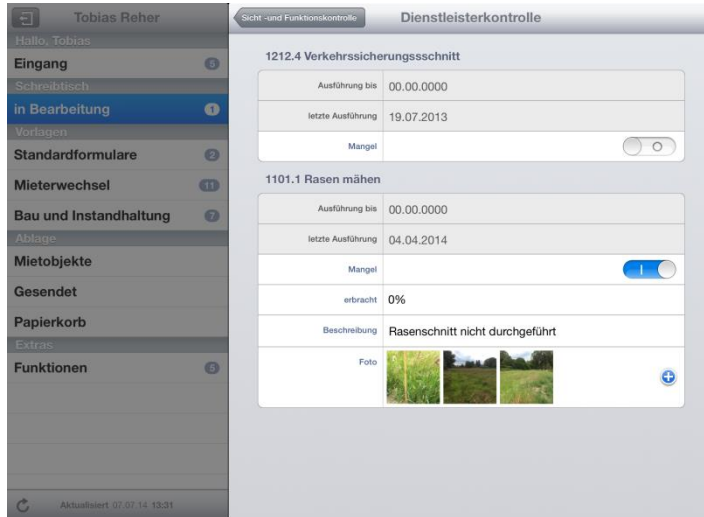 Tobias Reher
Hallo, Tobias
Eingang 5
Schreibtisch
in Bearbeitung 1
Vorlagen
Standardformulare 2
Mieterwechsel 11
Bau und Instandhaltung 7
Ablage
Mietobjekte
Gesendet
Papierkorb
Extras
Funktionen 5
Aktualisiert 07.07.14 13:31
Sicht -und Funktionskontrolle
Dienstleisterkontrolle
1212.4 Verkehrssicherungssschnitt
Ausführung bis 00.00.0000
letzte Ausführung 19.07.2013
Mangel
1101.1 Rasen mähen
Ausführung bis 00.00.0000
letzte Ausführung 04.04.2014
Mangel
erbracht 0%
Beschreibung Rasenschnitt nicht durchgeführt
Foto